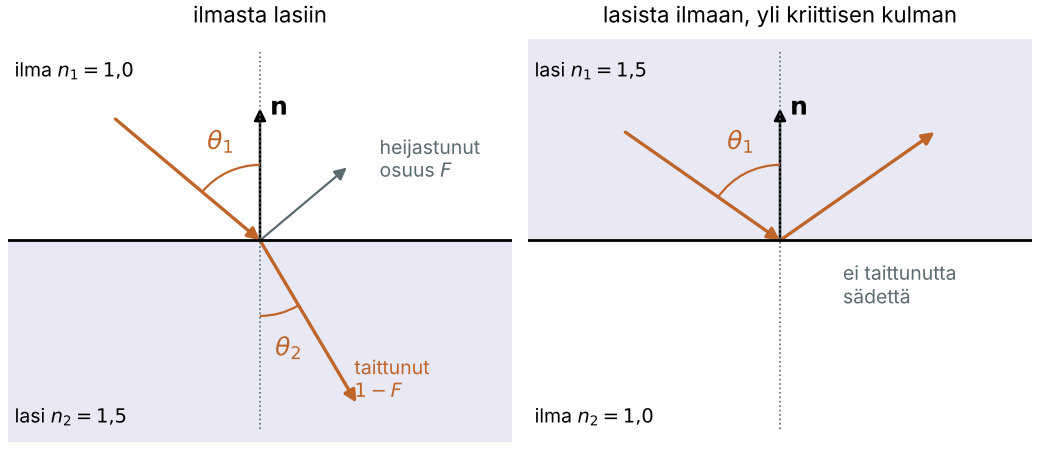 ilmasta lasiin
ilma n₁ = 1,0
n
θ₁
heijastunut
osuus F
θ₂
taittunut
1 − F
lasi n₂ = 1,5
lasista ilmaan, yli kriittisen kulman
lasi n₁ = 1,5
n
θ₁
ei taittunutta
sädettä
ilma n₂ = 1,0